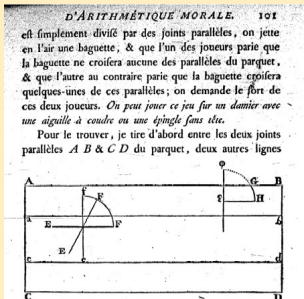 D'ARITHMÉTIQUE MORALE. 101
est simplement divisé par des joints parallèles, on jette
en l'air une baguette, & que l'un des joueurs parie que
la baguette ne croisera aucune des parallèles du parquet,
& que l'autre au contraire parie que la baguette croisera
quelques-unes de ces parallèles; on demande le sort de
ces deux joueurs. On peut jouer ce jeu sur un damier avec
une aiguille à coudre ou une épingle sans tête.
Pour le trouver, je tire d'abord entre les deux joints
parallèles A B & C D du parquet, deux autres lignes
φ
A f G B
F g H
a E F b
E
c e d
C D